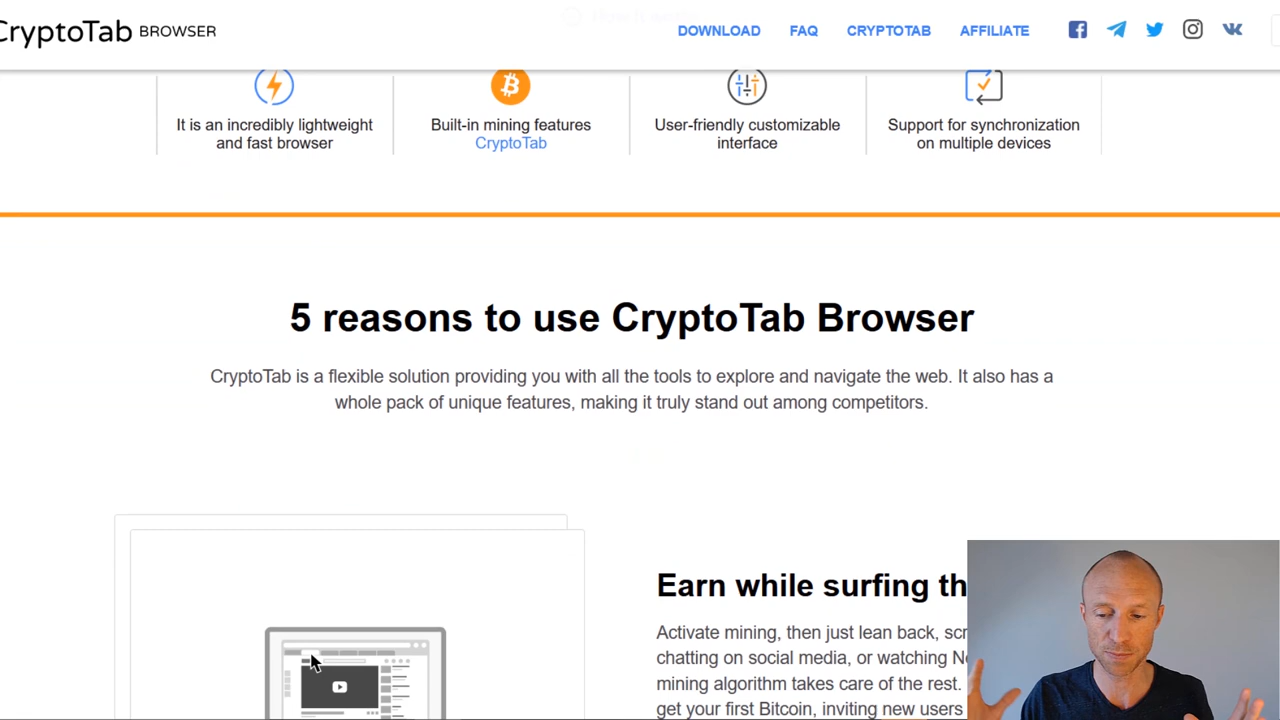 CryptoTab BROWSER
DOWNLOAD FAQ CRYPTOTAB AFFILIATE
It is an incredibly lightweight
and fast browser
Built-in mining features
CryptoTab
User-friendly customizable
interface
Support for synchronization
on multiple devices
5 reasons to use CryptoTab Browser
CryptoTab is a flexible solution providing you with all the tools to explore and navigate the web. It also has a
whole pack of unique features, making it truly stand out among competitors.
Earn while surfing th
Activate mining, then just lean back, scr
chatting on social media, or watching Ne
mining algorithm takes care of the rest.
get your first Bitcoin, inviting new users